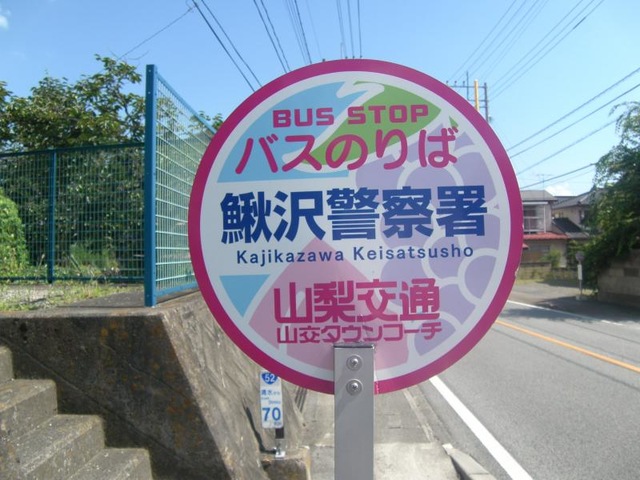 BUS STOP
バスのりば
鰍沢警察署
Kajikazawa Keisatsusho
山梨交通
山交タウンコーチ
52
70